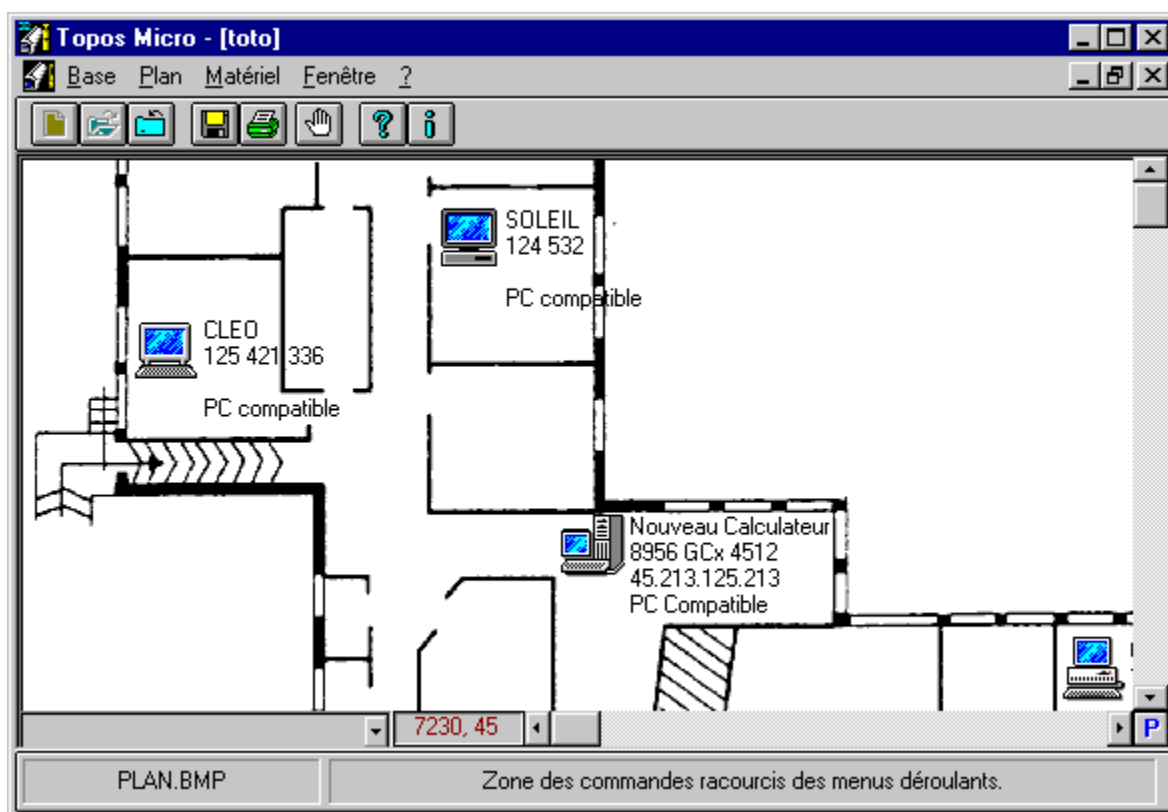 Topos Micro - [toto]
Base Plan Matériel Fenêtre ?
SOLEIL
124 532
PC compatible
CLEO
125 421 336
PC compatible
Nouveau Calculateur
8956 GCx 4512
45.213.125.213
PC Compatible
7230, 45
P
PLAN.BMP
Zone des commandes racourcis des menus déroulants.